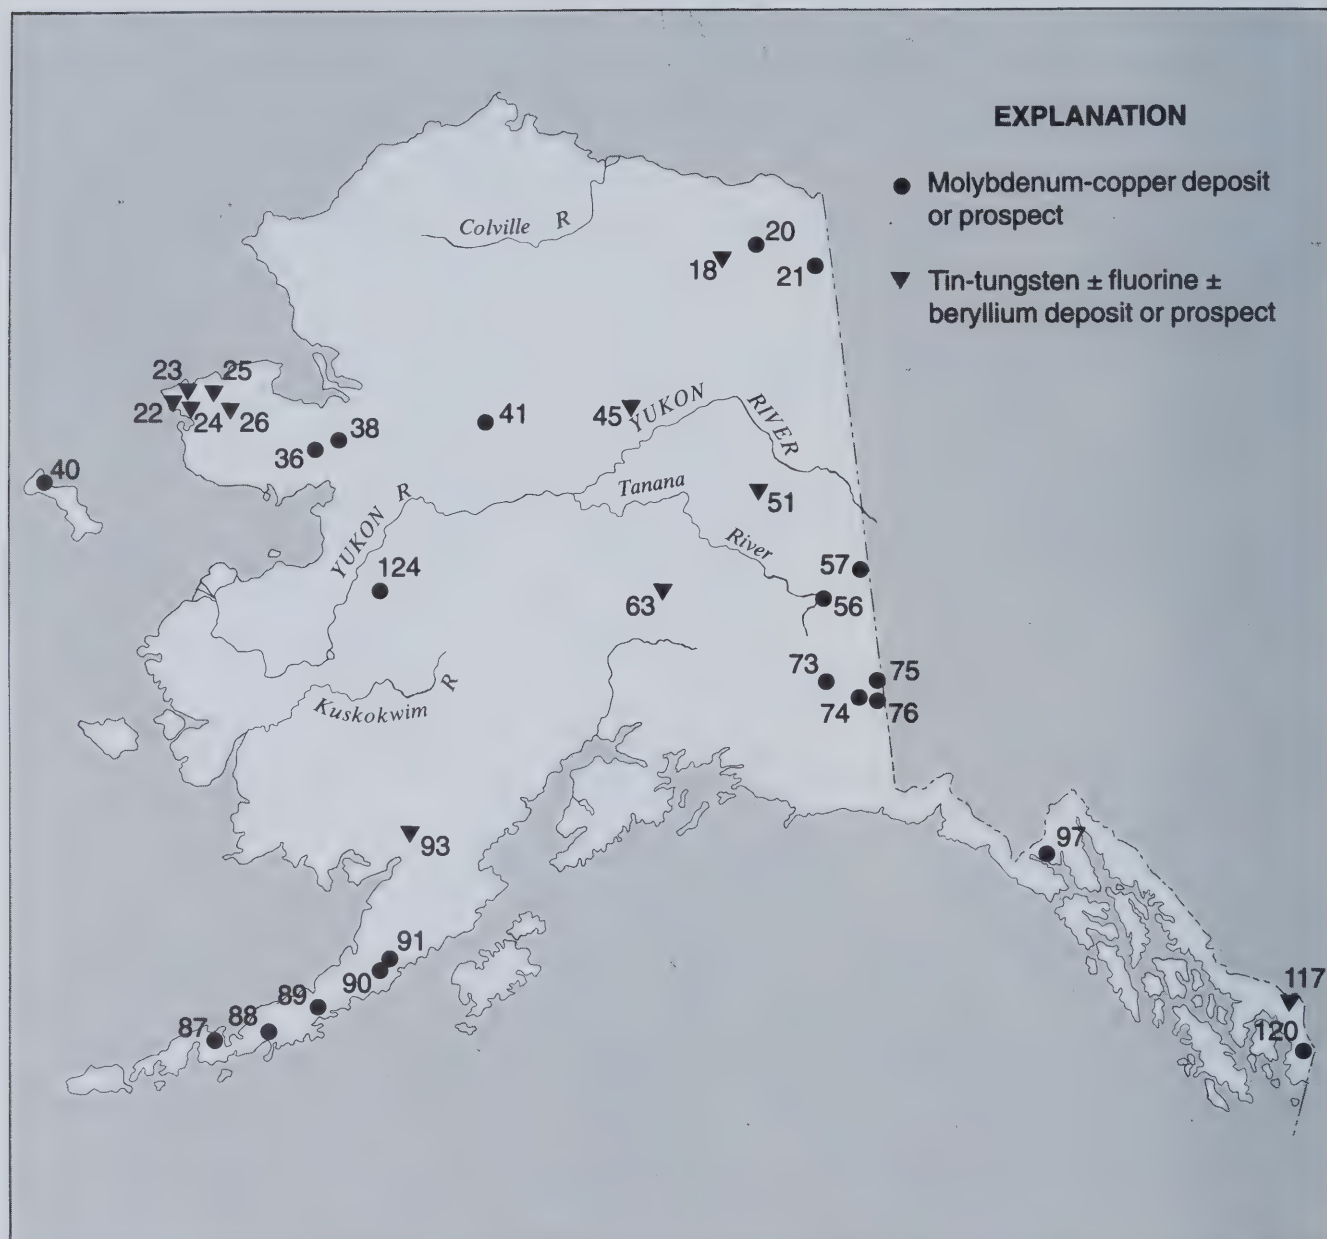 EXPLANATION
Molybdenum-copper deposit
or prospect
Tin-tungsten ± fluorine ±
beryllium deposit or prospect
Colville R
20
18
21
23
25
22
24
26
36
38
41
45
YUKON RIVER
40
Tanana
River
51
YUKON R
124
57
56
63
73
75
74
76
Kuskokwim R
93
97
91
90
89
88
87
117
120